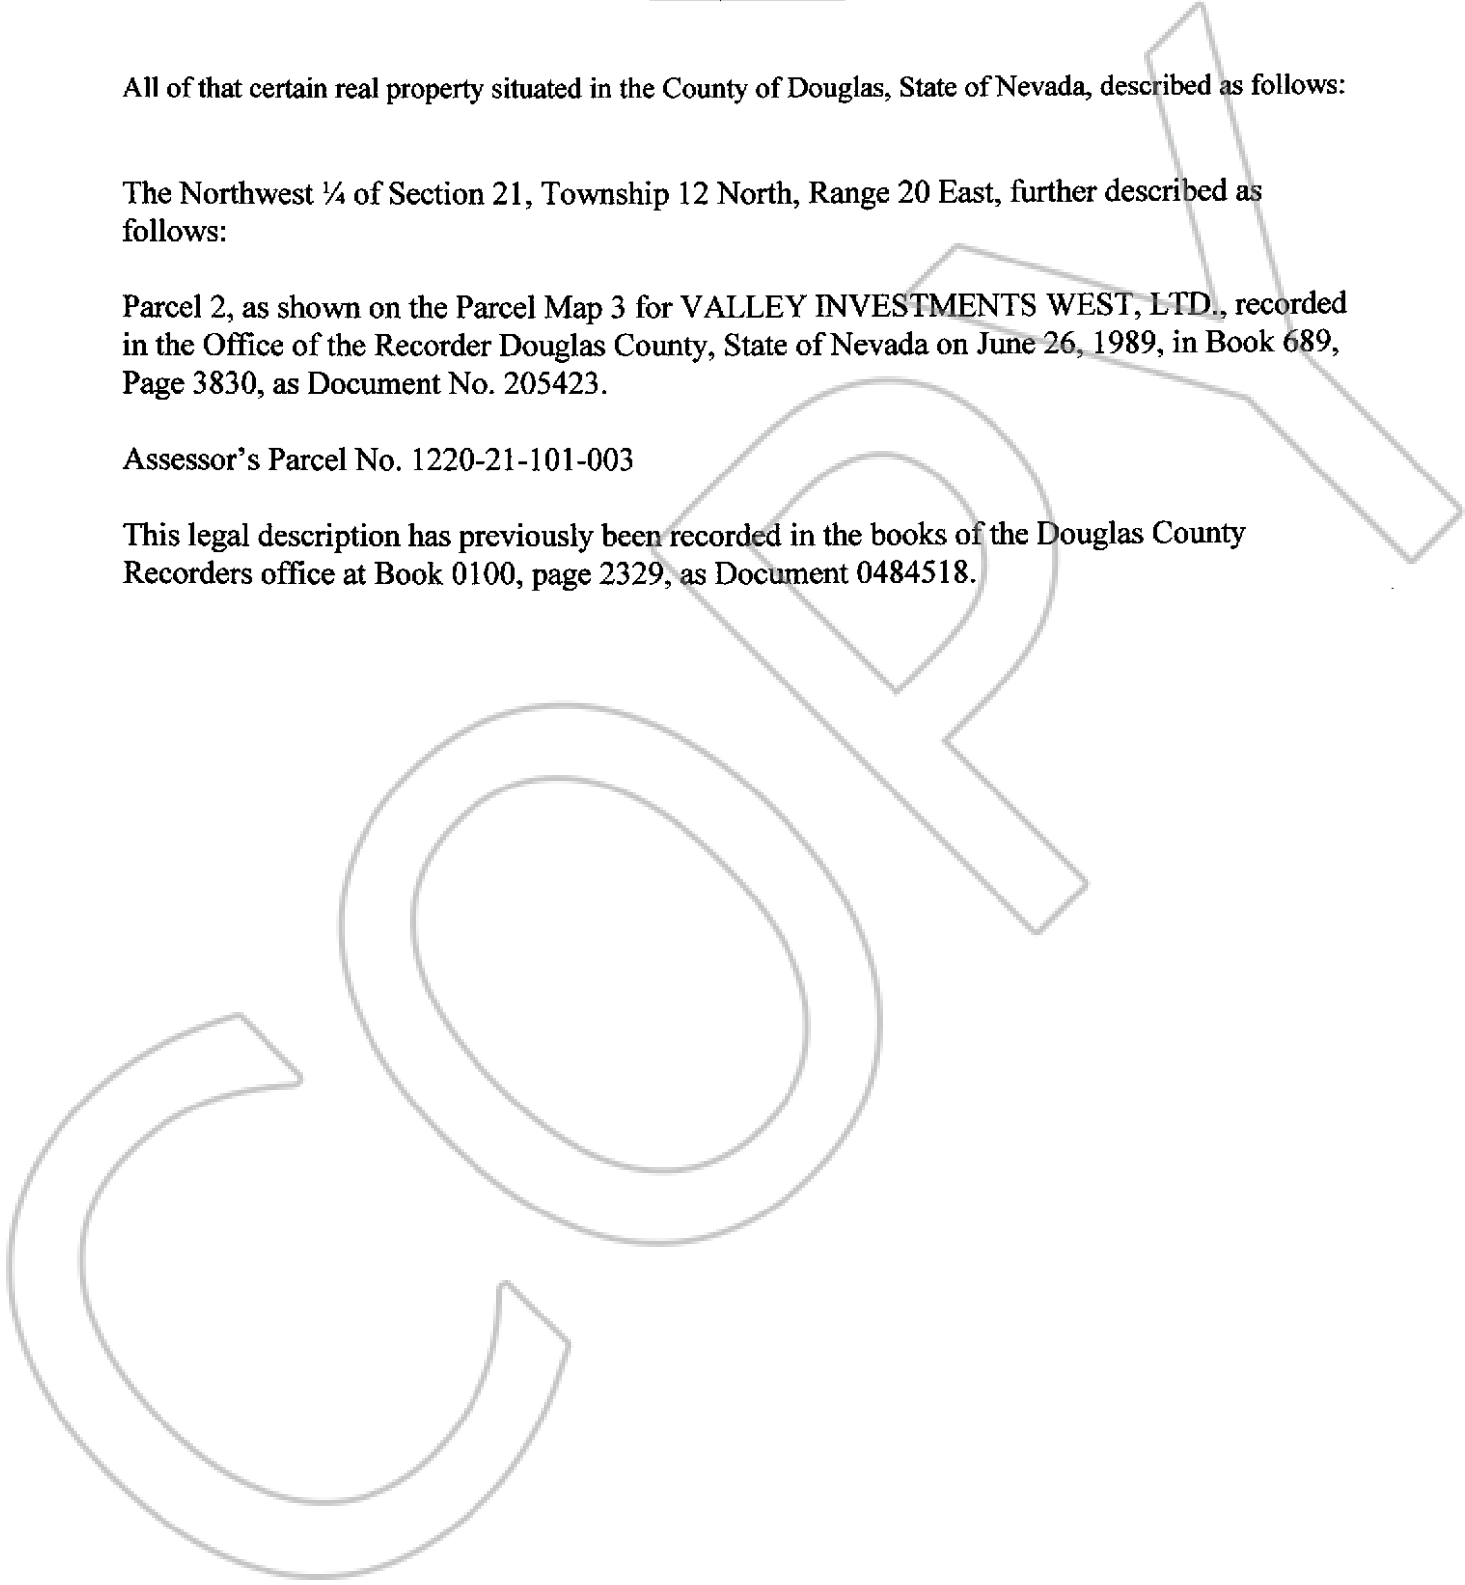 All of that certain real property situated in the County of Douglas, State of Nevada, described as follows:
The Northwest ¼ of Section 21, Township 12 North, Range 20 East, further described as
follows:
Parcel 2, as shown on the Parcel Map 3 for VALLEY INVESTMENTS WEST, LTD., recorded
in the Office of the Recorder Douglas County, State of Nevada on June 26, 1989, in Book 689,
Page 3830, as Document No. 205423.
Assessor's Parcel No. 1220-21-101-003
This legal description has previously been recorded in the books of the Douglas County
Recorders office at Book 0100, page 2329, as Document 0484518.
COPY